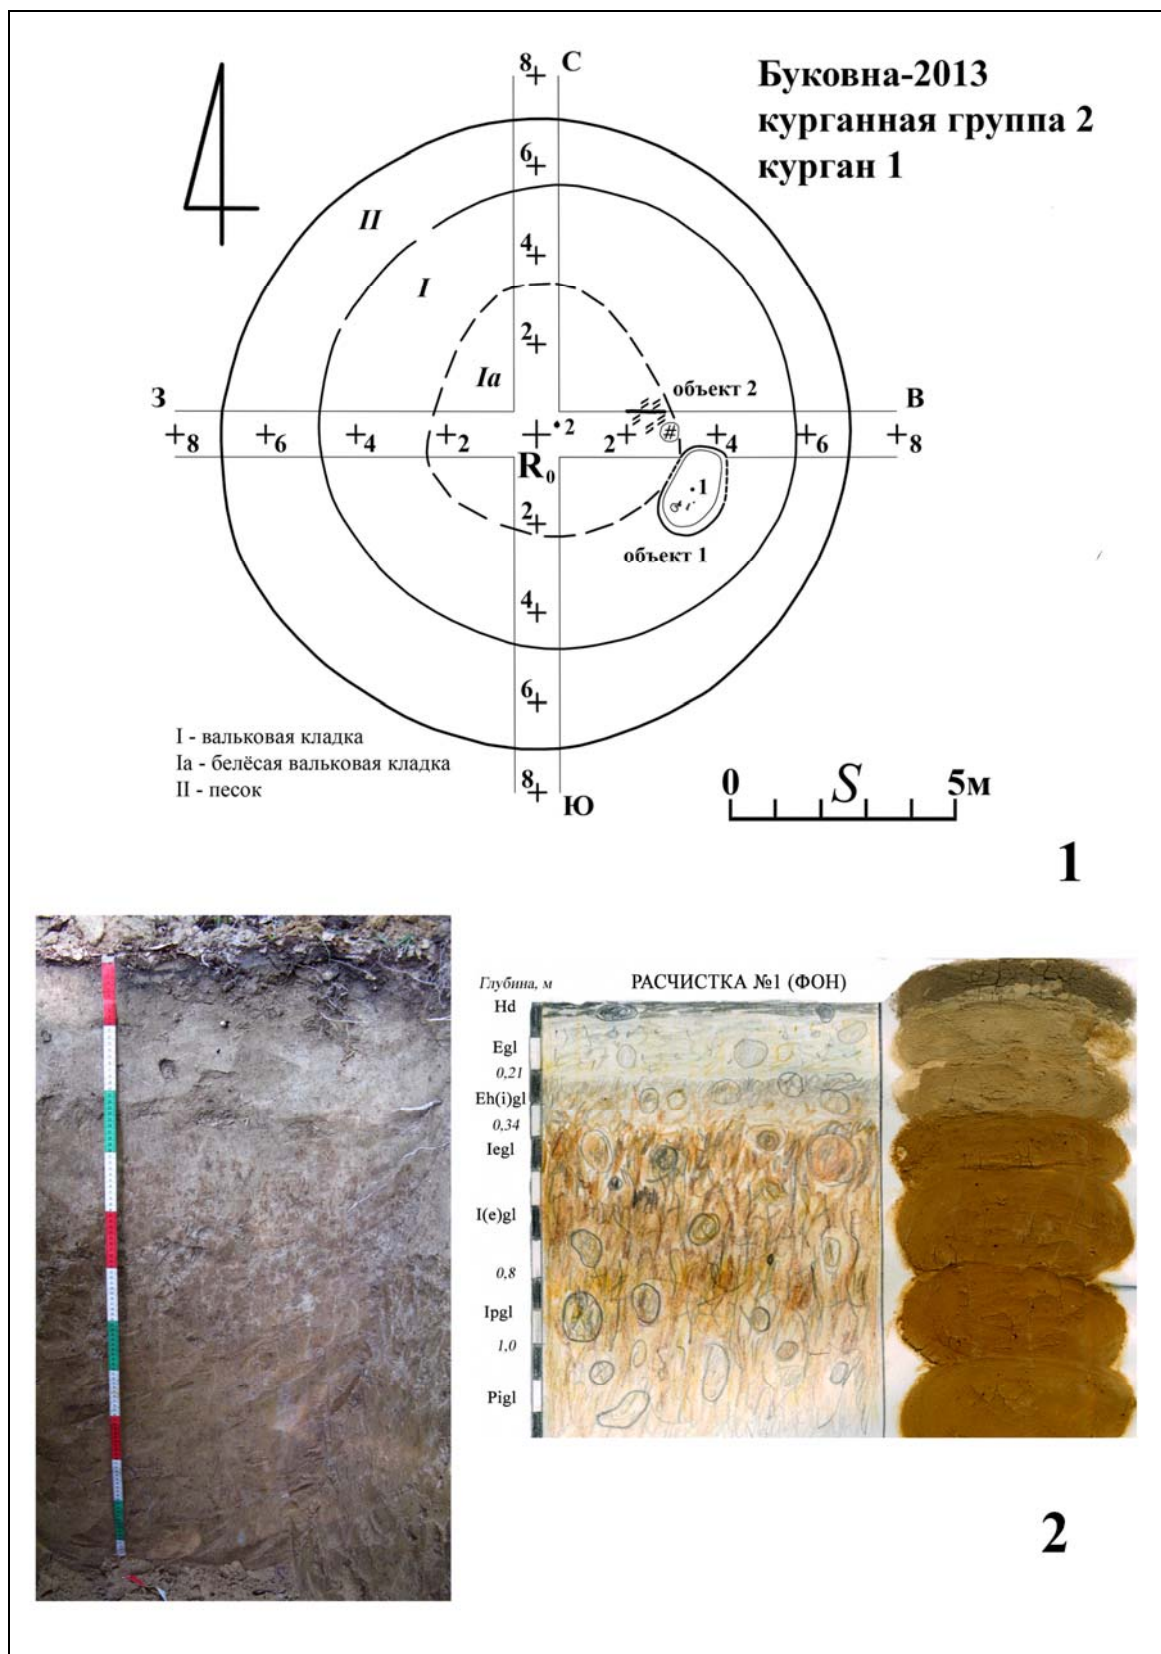 8 С
Буковна-2013
курганная группа 2
курган 1
6
II
4
I
2
Ia
объект 2
З
В
8 6 4 2 2 2 # 4 6 8
R₀
1
2
объект 1
4
6
I - вальковая кладка
Ia - белёсая вальковая кладка
II - песок
8
Ю
0 S 5м
1
Глубина, м
РАСЧИСТКА №1 (ФОН)
Hd
Egl
0,21
Eh(i)gl
0,34
Iegl
I(e)gl
0,8
Ipgl
1,0
Pigl
2